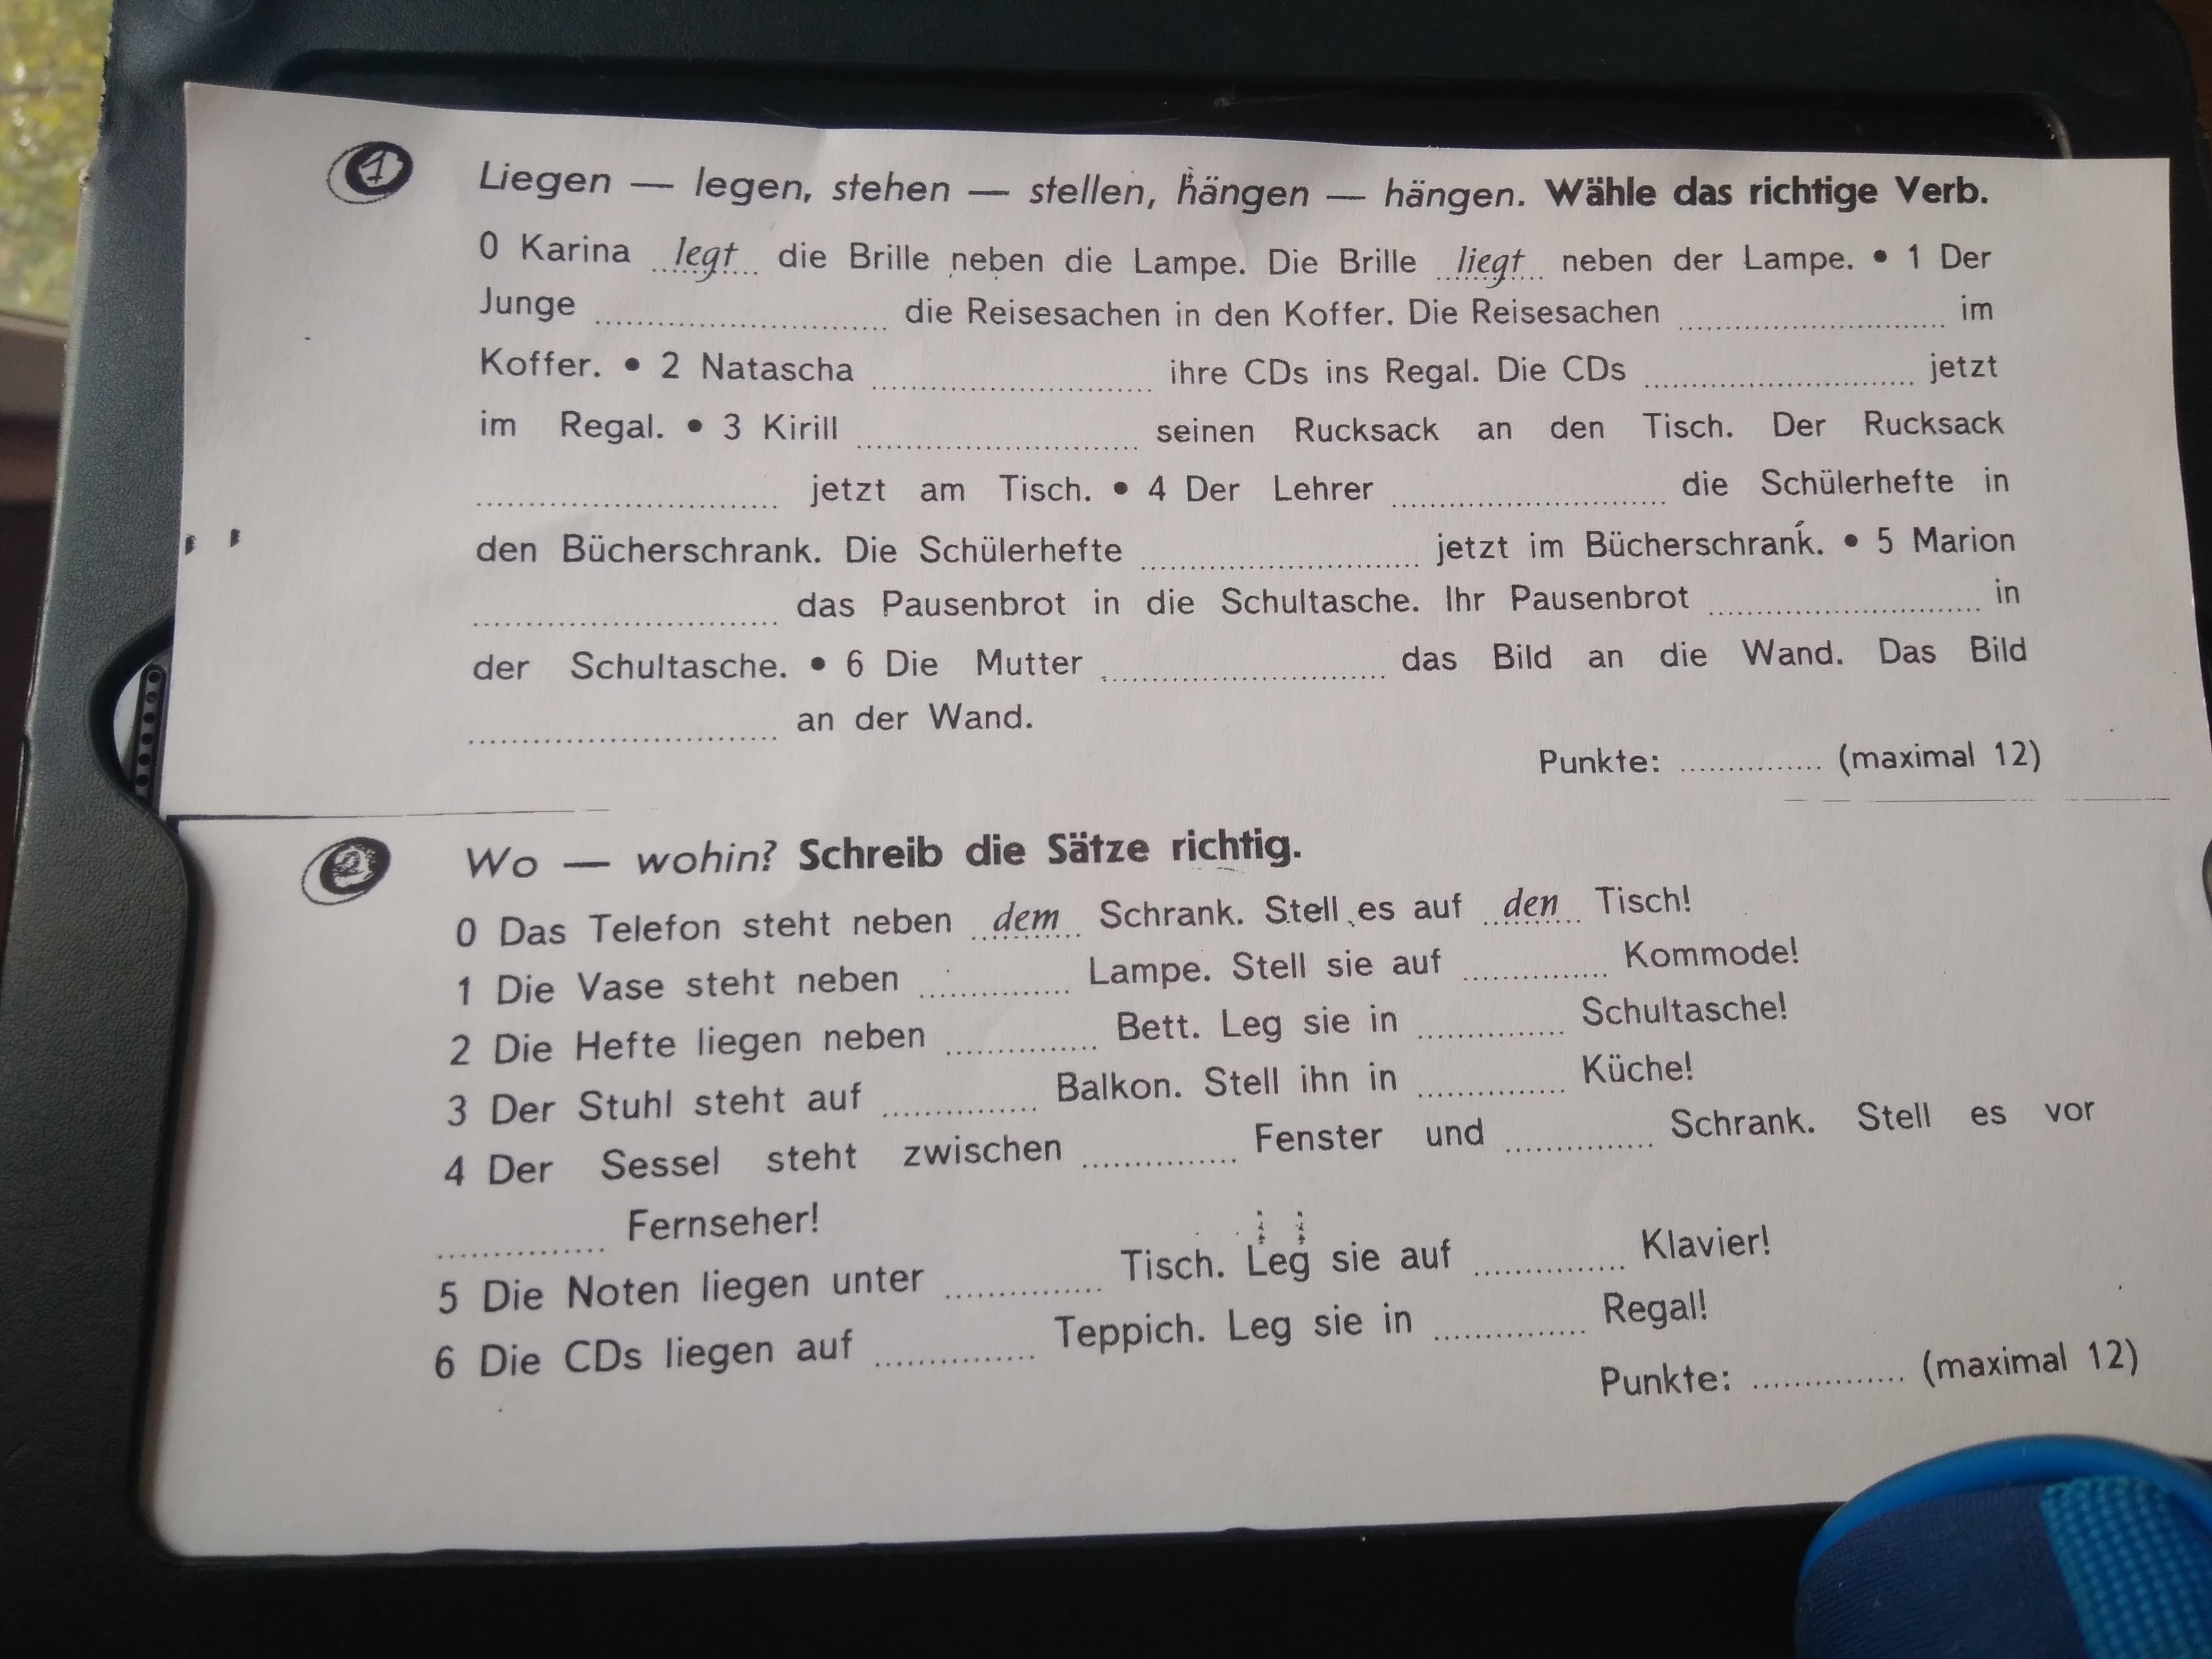 1 Liegen — legen, stehen — stellen, hängen — hängen. Wähle das richtige Verb.
0 Karina legt die Brille neben die Lampe. Die Brille liegt neben der Lampe. • 1 Der
Junge .......... die Reisesachen in den Koffer. Die Reisesachen .......... im
Koffer. • 2 Natascha .......... ihre CDs ins Regal. Die CDs .......... jetzt
im Regal. • 3 Kirill .......... seinen Rucksack an den Tisch. Der Rucksack
.......... jetzt am Tisch. • 4 Der Lehrer .......... die Schülerhefte in
den Bücherschrank. Die Schülerhefte .......... jetzt im Bücherschrank. • 5 Marion
.......... das Pausenbrot in die Schultasche. Ihr Pausenbrot .......... in
der Schultasche. • 6 Die Mutter .......... das Bild an die Wand. Das Bild
.......... an der Wand.
Punkte: .......... (maximal 12)
2 Wo — wohin? Schreib die Sätze richtig.
0 Das Telefon steht neben dem Schrank. Stell es auf den Tisch!
1 Die Vase steht neben .......... Lampe. Stell sie auf .......... Kommode!
2 Die Hefte liegen neben .......... Bett. Leg sie in .......... Schultasche!
3 Der Stuhl steht auf .......... Balkon. Stell ihn in .......... Küche!
4 Der Sessel steht zwischen .......... Fenster und .......... Schrank. Stell es vor
.......... Fernseher!
5 Die Noten liegen unter .......... Tisch. Leg sie auf .......... Klavier!
6 Die CDs liegen auf .......... Teppich. Leg sie in .......... Regal!
Punkte: .......... (maximal 12)